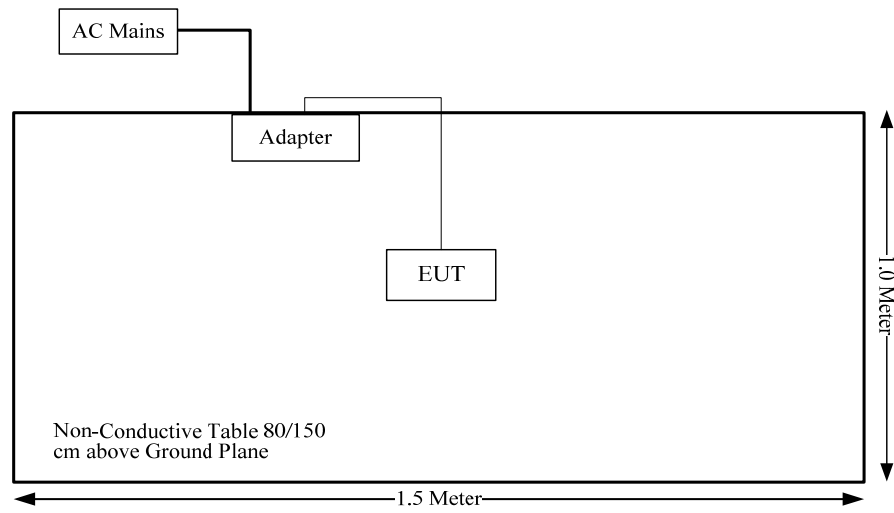 AC Mains
Adapter
EUT
1.0 Meter
Non-Conductive Table 80/150
cm above Ground Plane
1.5 Meter